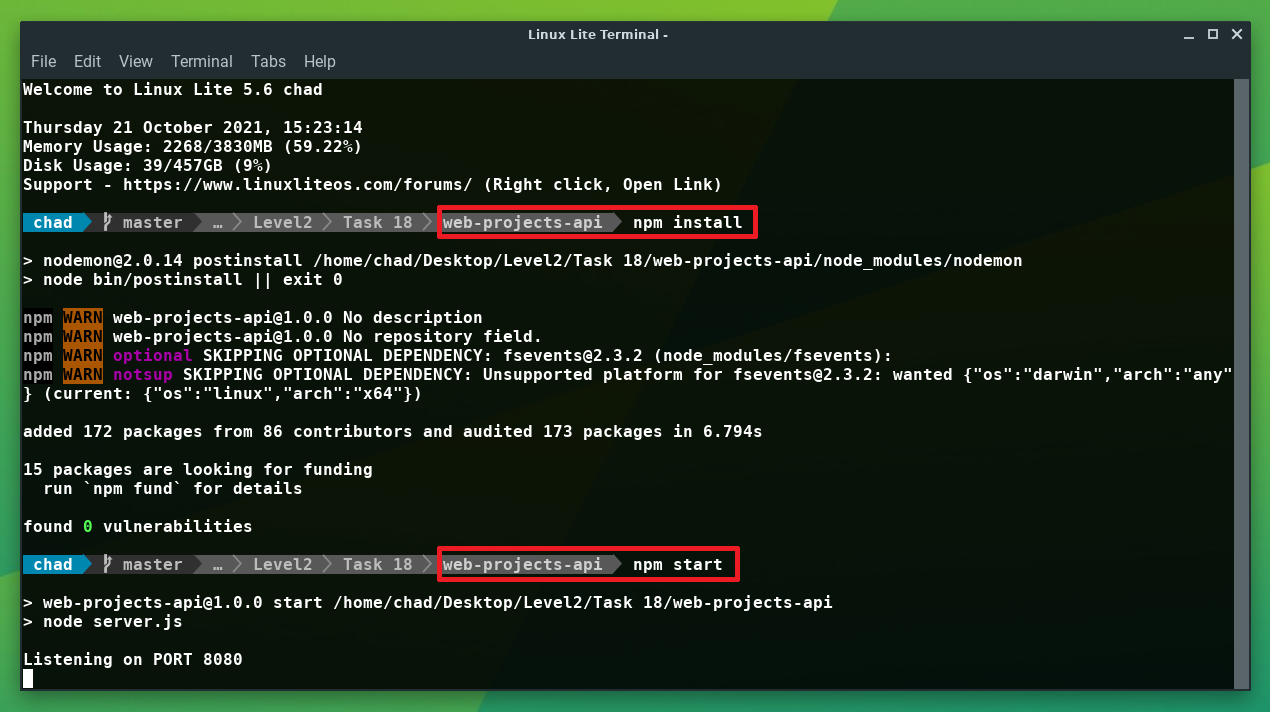 Linux Lite Terminal -
File Edit View Terminal Tabs Help
Welcome to Linux Lite 5.6 chad
Thursday 21 October 2021, 15:23:14
Memory Usage: 2268/3830MB (59.22%)
Disk Usage: 39/457GB (9%)
Support - https://www.linuxliteos.com/forums/ (Right click, Open Link)
chad master … Level2 Task 18 web-projects-api npm install
> nodemon@2.0.14 postinstall /home/chad/Desktop/Level2/Task 18/web-projects-api/node_modules/nodemon
> node bin/postinstall || exit 0
npm WARN web-projects-api@1.0.0 No description
npm WARN web-projects-api@1.0.0 No repository field.
npm WARN optional SKIPPING OPTIONAL DEPENDENCY: fsevents@2.3.2 (node_modules/fsevents):
npm WARN notsup SKIPPING OPTIONAL DEPENDENCY: Unsupported platform for fsevents@2.3.2: wanted {"os":"darwin","arch":"any"
} (current: {"os":"linux","arch":"x64"})
added 172 packages from 86 contributors and audited 173 packages in 6.794s
15 packages are looking for funding
run `npm fund` for details
found 0 vulnerabilities
chad master … Level2 Task 18 web-projects-api npm start
> web-projects-api@1.0.0 start /home/chad/Desktop/Level2/Task 18/web-projects-api
> node server.js
Listening on PORT 8080